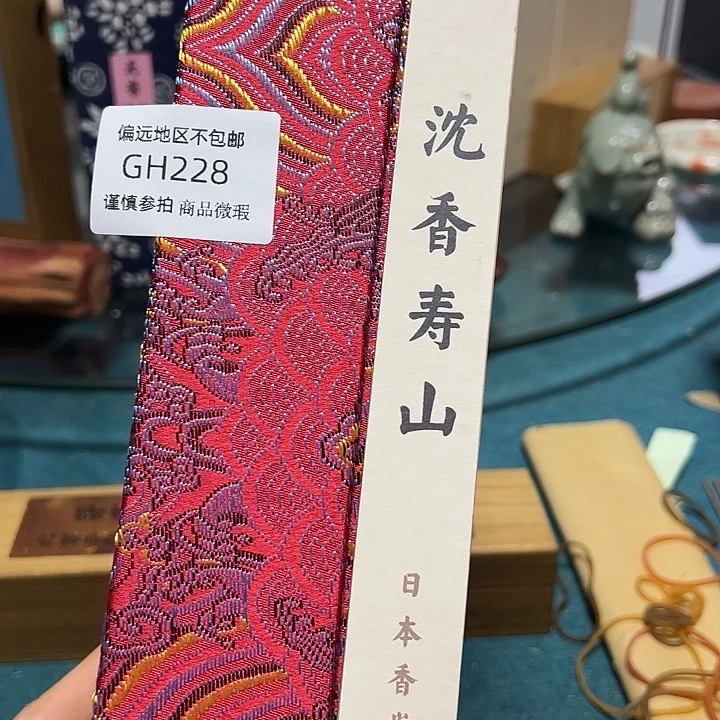 偏远地区不包邮
GH228
谨慎参拍 商品微瑕
沈香寿山
日本香